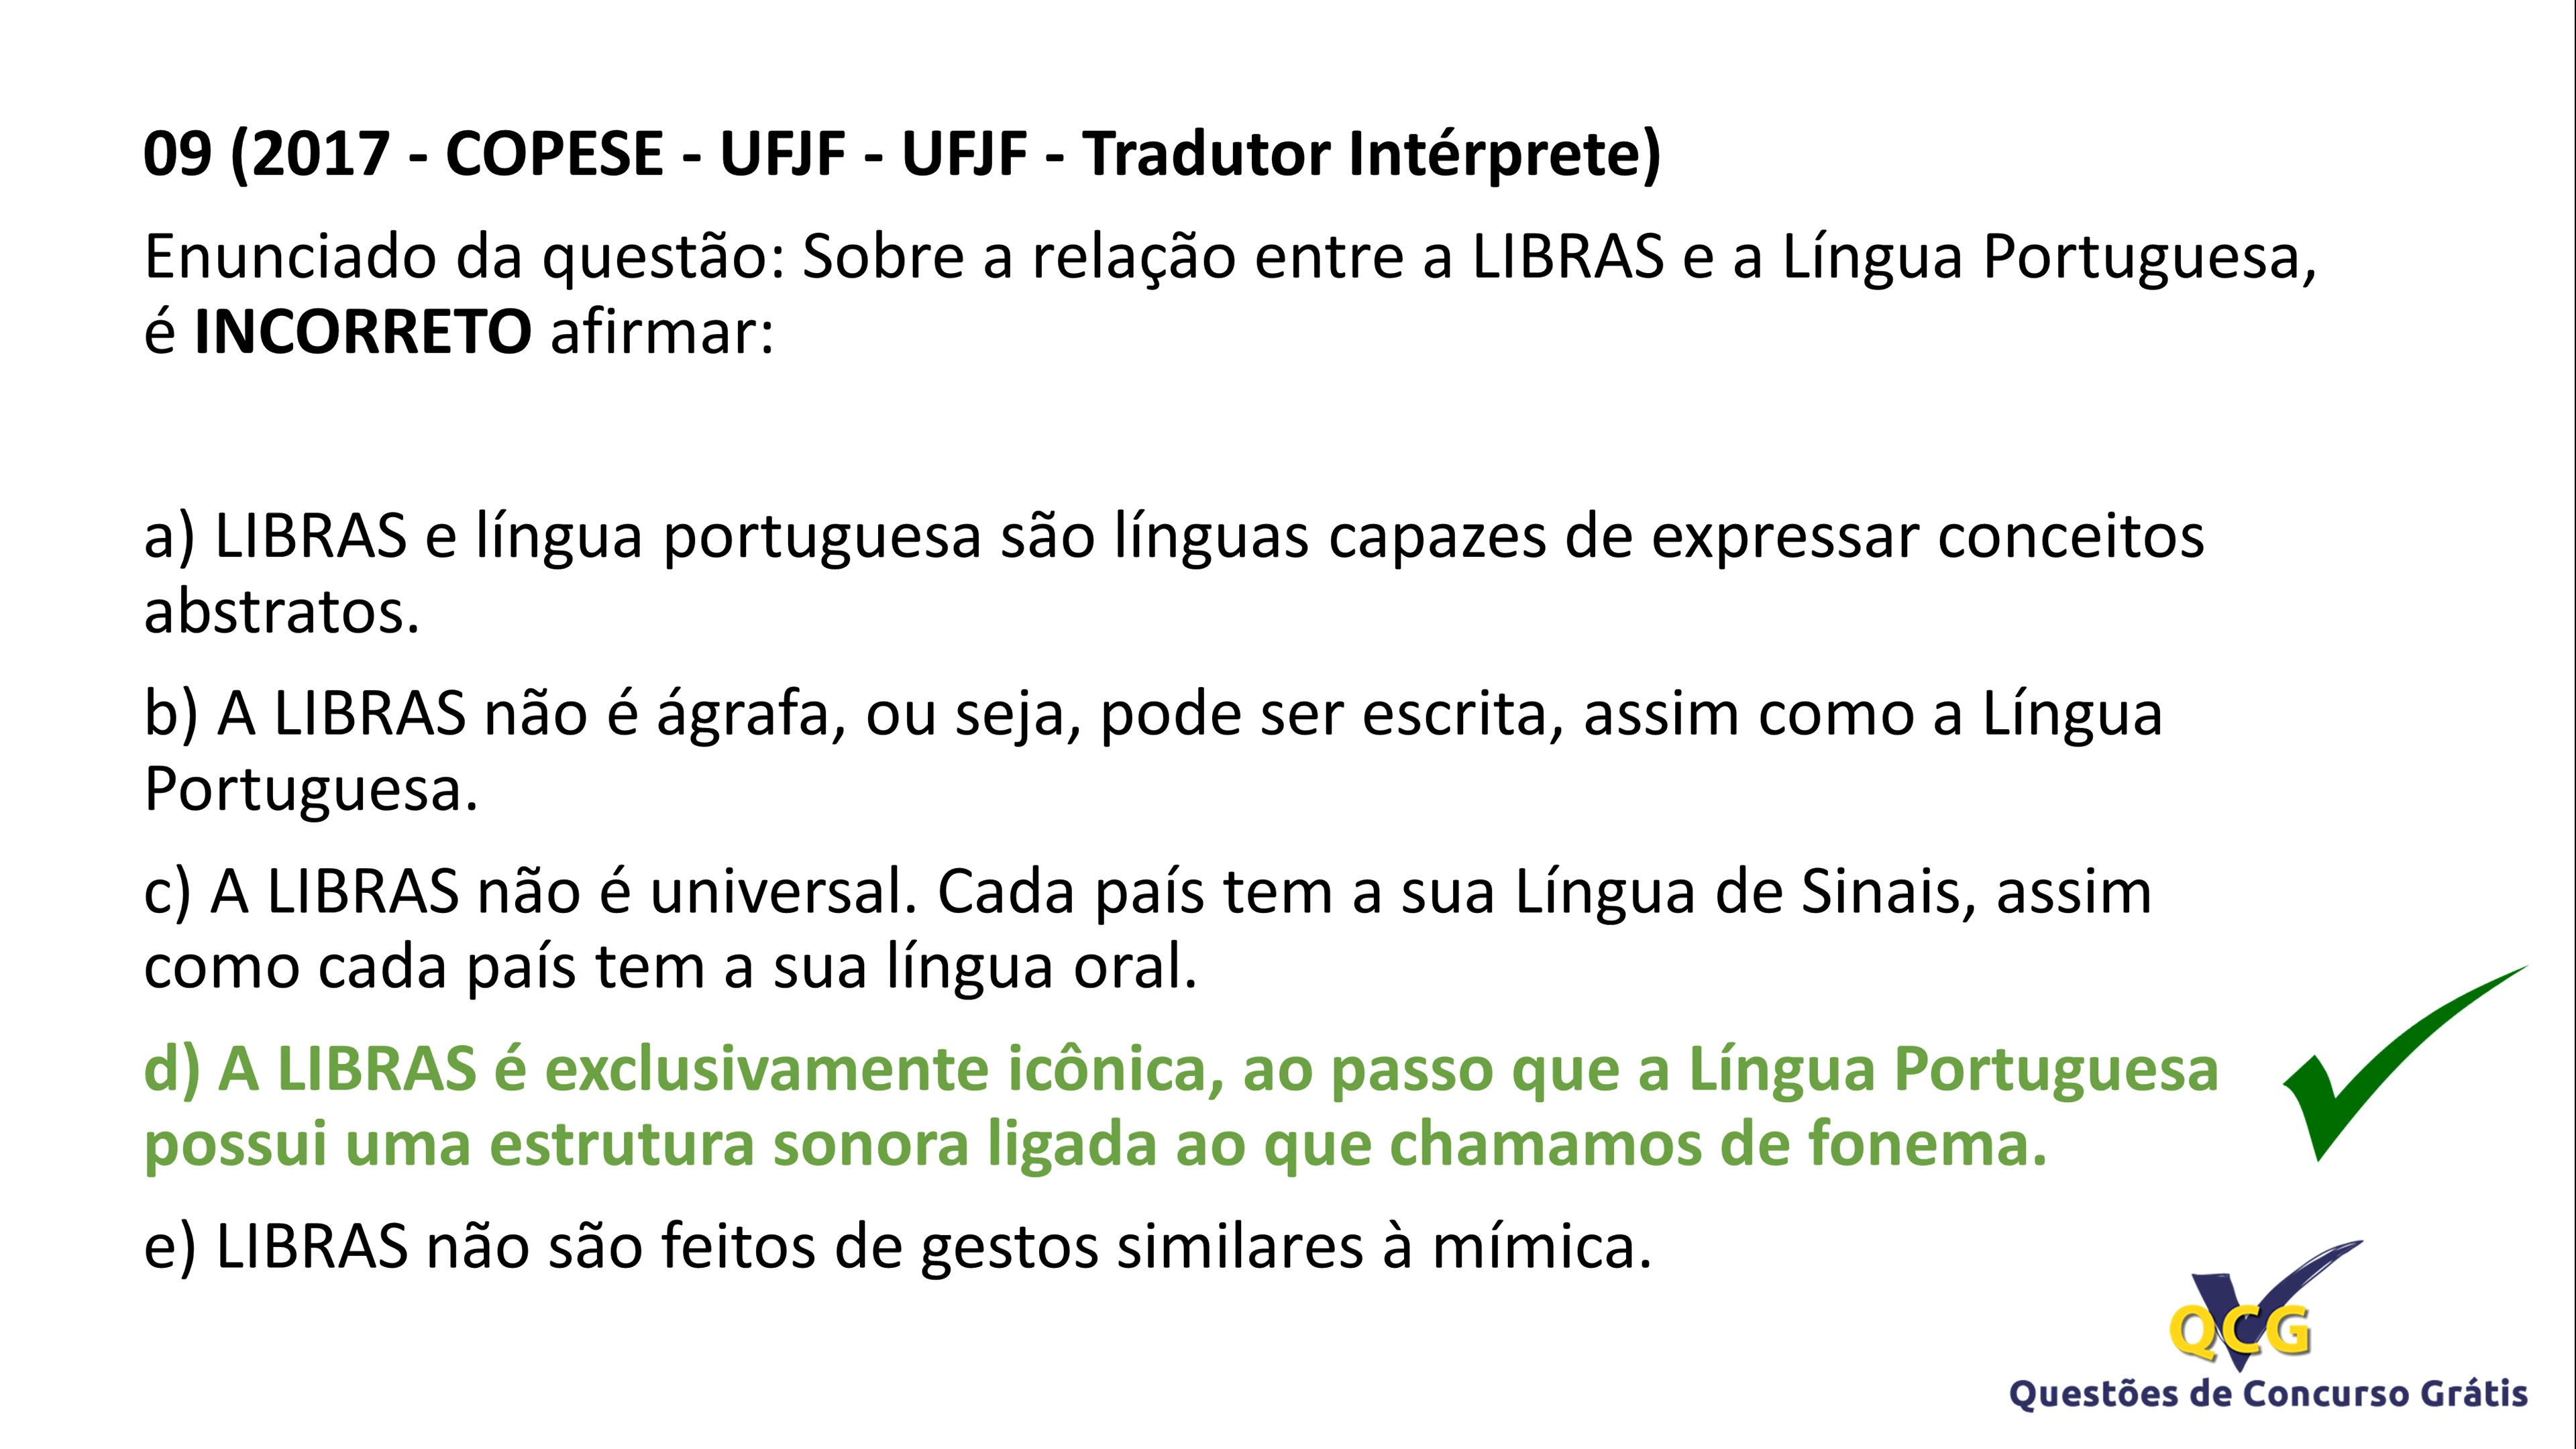 09 (2017 - COPESE - UFJF - UFJF - Tradutor Intérprete)
Enunciado da questão: Sobre a relação entre a LIBRAS e a Língua Portuguesa,
é INCORRETO afirmar:
a) LIBRAS e língua portuguesa são línguas capazes de expressar conceitos
abstratos.
b) A LIBRAS não é ágrafa, ou seja, pode ser escrita, assim como a Língua
Portuguesa.
c) A LIBRAS não é universal. Cada país tem a sua Língua de Sinais, assim
como cada país tem a sua língua oral.
d) A LIBRAS é exclusivamente icônica, ao passo que a Língua Portuguesa
possui uma estrutura sonora ligada ao que chamamos de fonema.
e) LIBRAS não são feitos de gestos similares à mímica.
QCG
Questões de Concurso Grátis